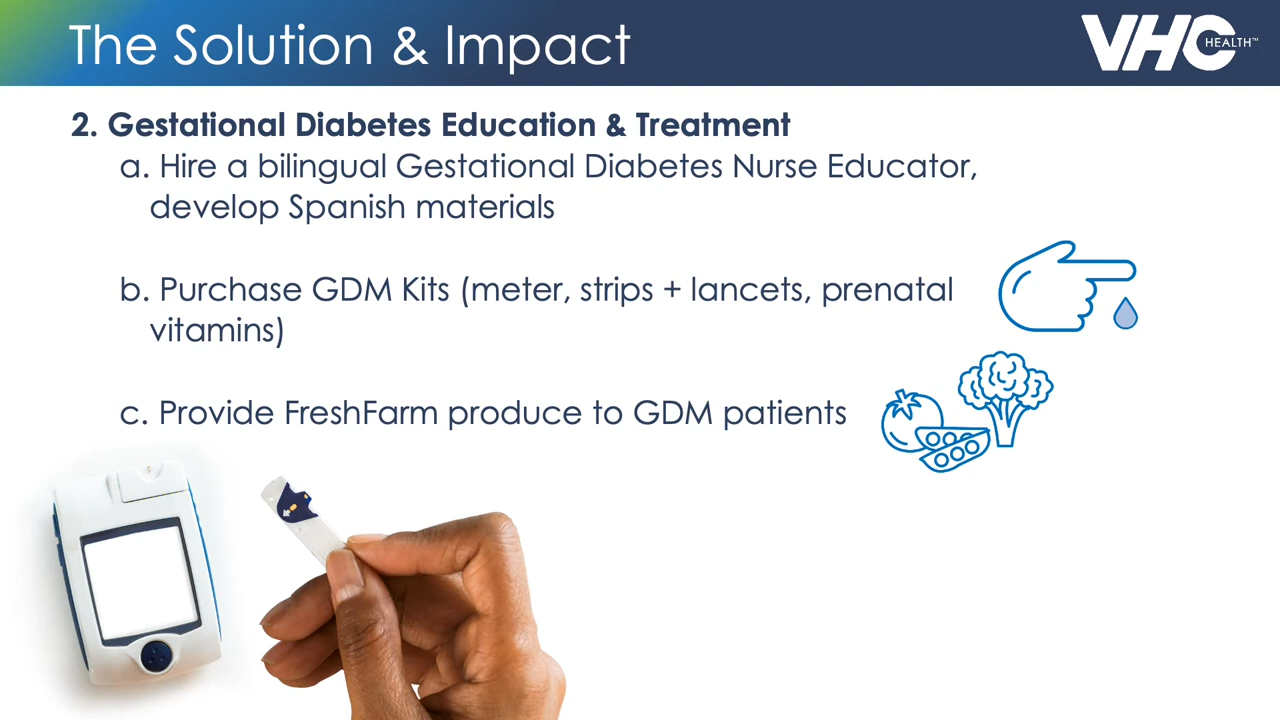 The Solution & Impact
VHC HEALTH™
2. Gestational Diabetes Education & Treatment
a. Hire a bilingual Gestational Diabetes Nurse Educator,
develop Spanish materials
b. Purchase GDM Kits (meter, strips + lancets, prenatal
vitamins)
c. Provide FreshFarm produce to GDM patients